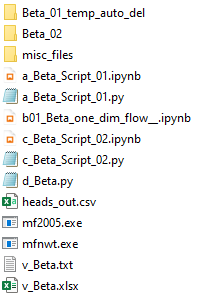 Beta_01_temp_auto_del
Beta_02
misc_files
a_Beta_Script_01.ipynb
a_Beta_Script_01.py
b01_Beta_one_dim_flow__.ipynb
c_Beta_Script_02.ipynb
c_Beta_Script_02.py
d_Beta.py
heads_out.csv
mf2005.exe
mfnwt.exe
v_Beta.txt
v_Beta.xlsx